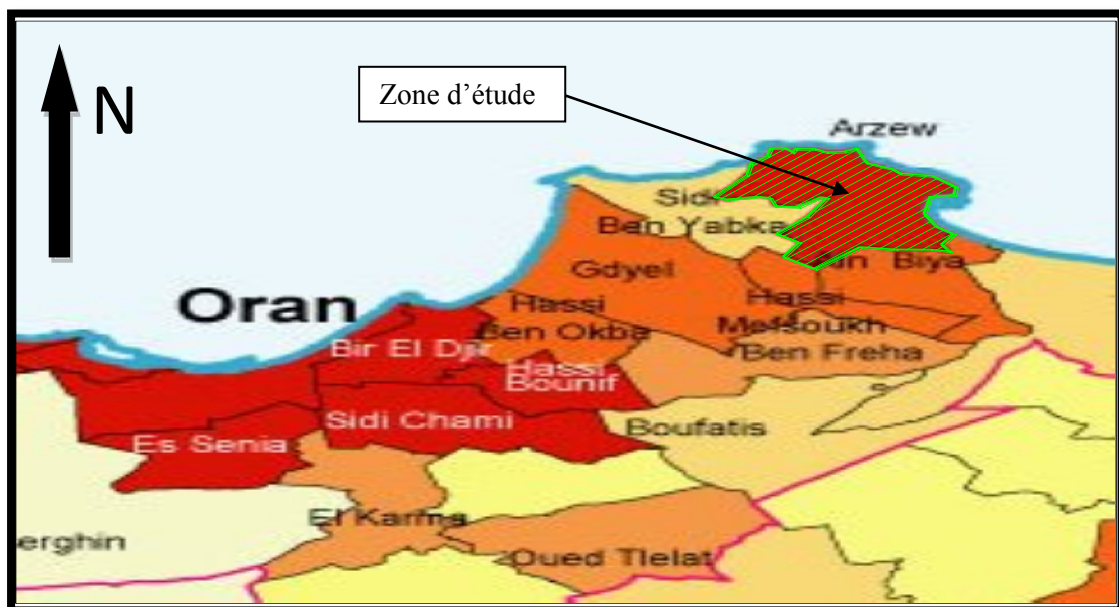 N
Zone d'étude
Arzew
Sidi
Ben Yabka
Ain Biya
Gdyel
Oran
Hassi
Ben Okba
Hassi
Mefsoukh
Ben Freha
Bir El Djir
Hassi
Bounif
Sidi Chami
Boufatis
Es Senia
El Karma
erghin
Oued Tlelat